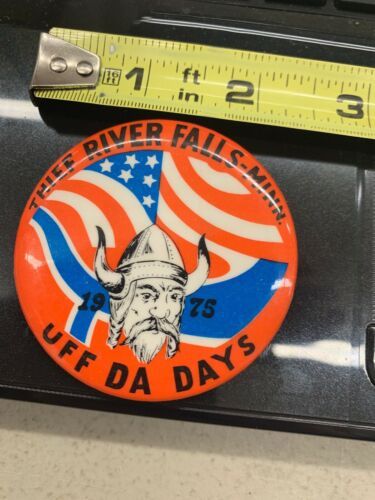 1 ft in 2 3
THIEF RIVER FALLS-MINN.
19 75
UFF DA DAYS